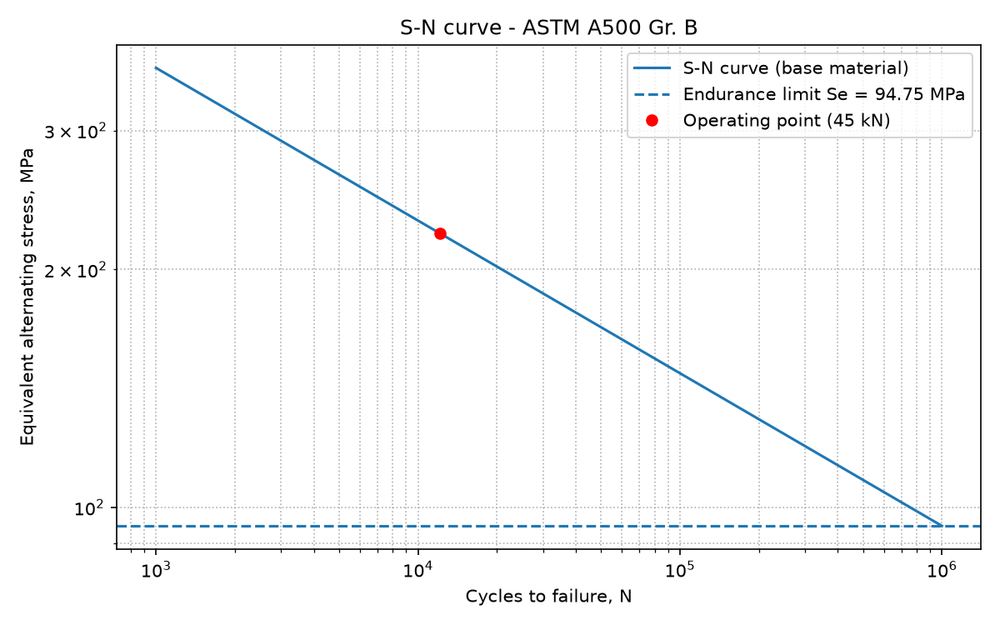 S-N curve - ASTM A500 Gr. B
S-N curve (base material)
Endurance limit Se = 94.75 MPa
Operating point (45 kN)
Equivalent alternating stress, MPa
3 × 10²
2 × 10²
10²
10³ 10⁴ 10⁵ 10⁶
Cycles to failure, N